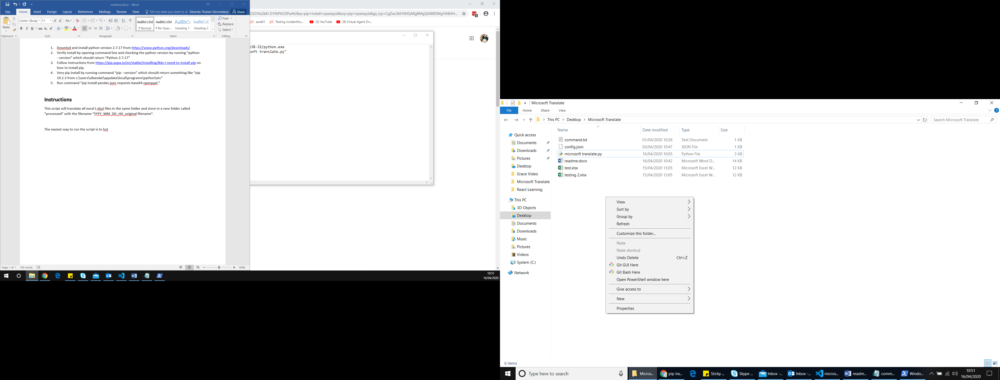 readme.docx - Word
File
Home
Insert
Design
Layout
References
Mailings
Review
View
Tell me what you want to d
Sibanda Thulani (Secondary)
Share
Paste
Calibri (Body)
11
Find
Replace
Select
AaBbCcDd
AaBbCcDd
AaBbC
AaBbCcC
¶ Normal
¶ No Spac...
Heading 1
Heading 2
Clipboard
Font
Paragraph
Styles
Editing
1. Downlod and install python version 2.7.17 from https://www.python.org/downloads/
2. Verify install by opening command line and checking the python version by running “python
--version” which should return “Python 2.7.17”
3. Follow instructions from https://pip.pypa.io/en/stable/installing/#do-i-need-to-install-pip on
how to install pip.
4. Very pip install by running command “pip --version” which should return something like “pip
19.2.3 from c:\users\sibandat\appdata\local\programs\python\etc”
5. Run command “pip install pandas json requests base64 openpyxl ”
Instructions
This script will translate all excel (.xlsx) files in the same folder and store in a new folder called
“processed” with the filename “YYYY_MM_DD_HH_original filename”.
The easiest way to run the script is to hol
Page 1 of 1
109 words
100%
sava01
Testing incidentNu...
(3) YouTube
(9) Virtual Agent Ov...
n38-32/python.exe
soft translate.py"
10:51
16/04/2020
Microsoft Translate
File
Home
Share
View
This PC
Desktop
Microsoft Translate
Search Microsoft Translate
Name
Date modified
Type
Size
command.txt 01/04/2020 10:26 Text Document 1 KB
config.json 03/04/2020 10:47 JSON File 1 KB
microsoft translate.py 16/04/2020 10:03 Python File 3 KB
readme.docx 16/04/2020 10:42 Microsoft Word D... 14 KB
test.xlsx 15/04/2020 13:05 Microsoft Excel W... 12 KB
testing 2.xlsx 15/04/2020 13:05 Microsoft Excel W... 12 KB
Quick access
Documents
Downloads
Pictures
Desktop
Grace Video
Microsoft Translate
React Learning
This PC
3D Objects
Desktop
Documents
Downloads
Music
Pictures
Videos
System (C:)
Network
View
Sort by
Group by
Refresh
Customize this folder...
Paste
Paste shortcut
Undo Delete Ctrl+Z
Git GUI Here
Git Bash Here
Open PowerShell window here
Give access to
New
Properties
6 items
Type here to search
Micros...
pip ins...
Sticky ...
Skype ...
Inbox - ...
Inbox - ...
micros...
readm...
comm...
Windo...
10:51
16/04/2020